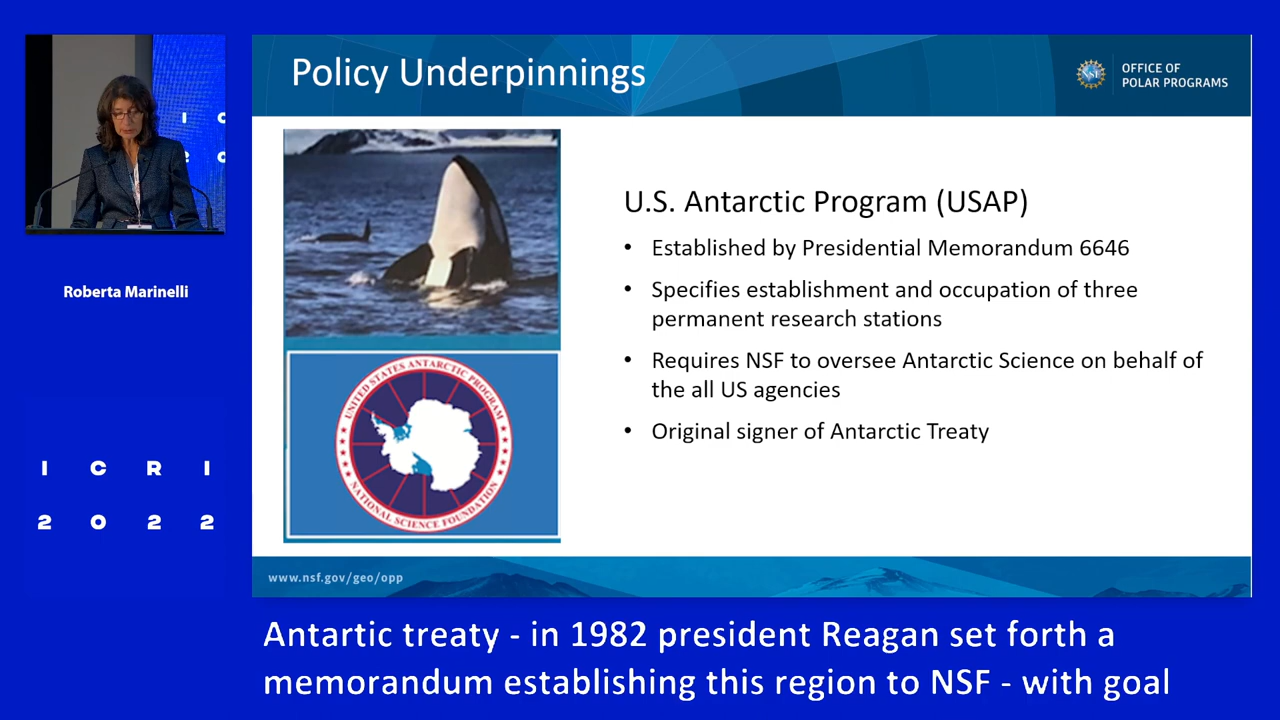 Policy Underpinnings
OFFICE OF
POLAR PROGRAMS
NSF
I C
2 0
Roberta Marinelli
I C R I
2 0 2 2
UNITED STATES ANTARCTIC PROGRAM
NATIONAL SCIENCE FOUNDATION
U.S. Antarctic Program (USAP)
• Established by Presidential Memorandum 6646
• Specifies establishment and occupation of three
permanent research stations
• Requires NSF to oversee Antarctic Science on behalf of
the all US agencies
• Original signer of Antarctic Treaty
www.nsf.gov/geo/opp
Antartic treaty - in 1982 president Reagan set forth a
memorandum establishing this region to NSF - with goal